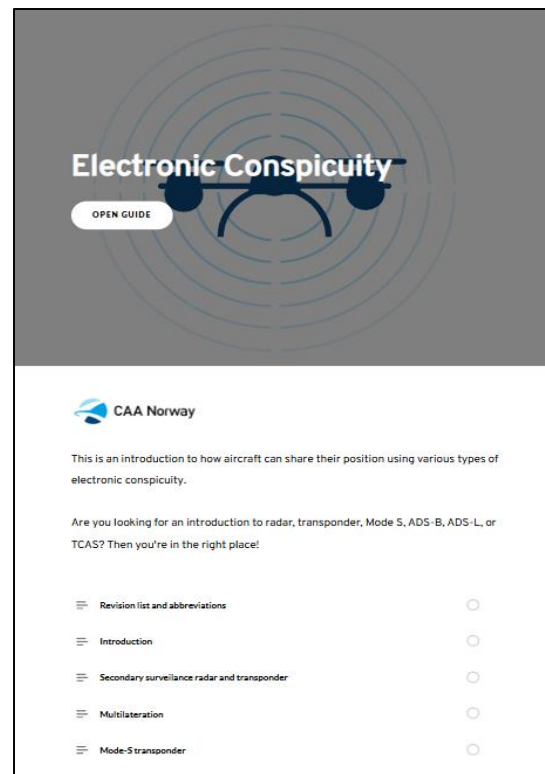 Electronic Conspicuity
OPEN GUIDE
CAA Norway
This is an introduction to how aircraft can share their position using various types of
electronic conspicuity.
Are you looking for an introduction to radar, transponder, Mode S, ADS-B, ADS-L, or
TCAS? Then you're in the right place!
Revision list and abbreviations
Introduction
Secondary surveilance radar and transponder
Multilateration
Mode-S transponder